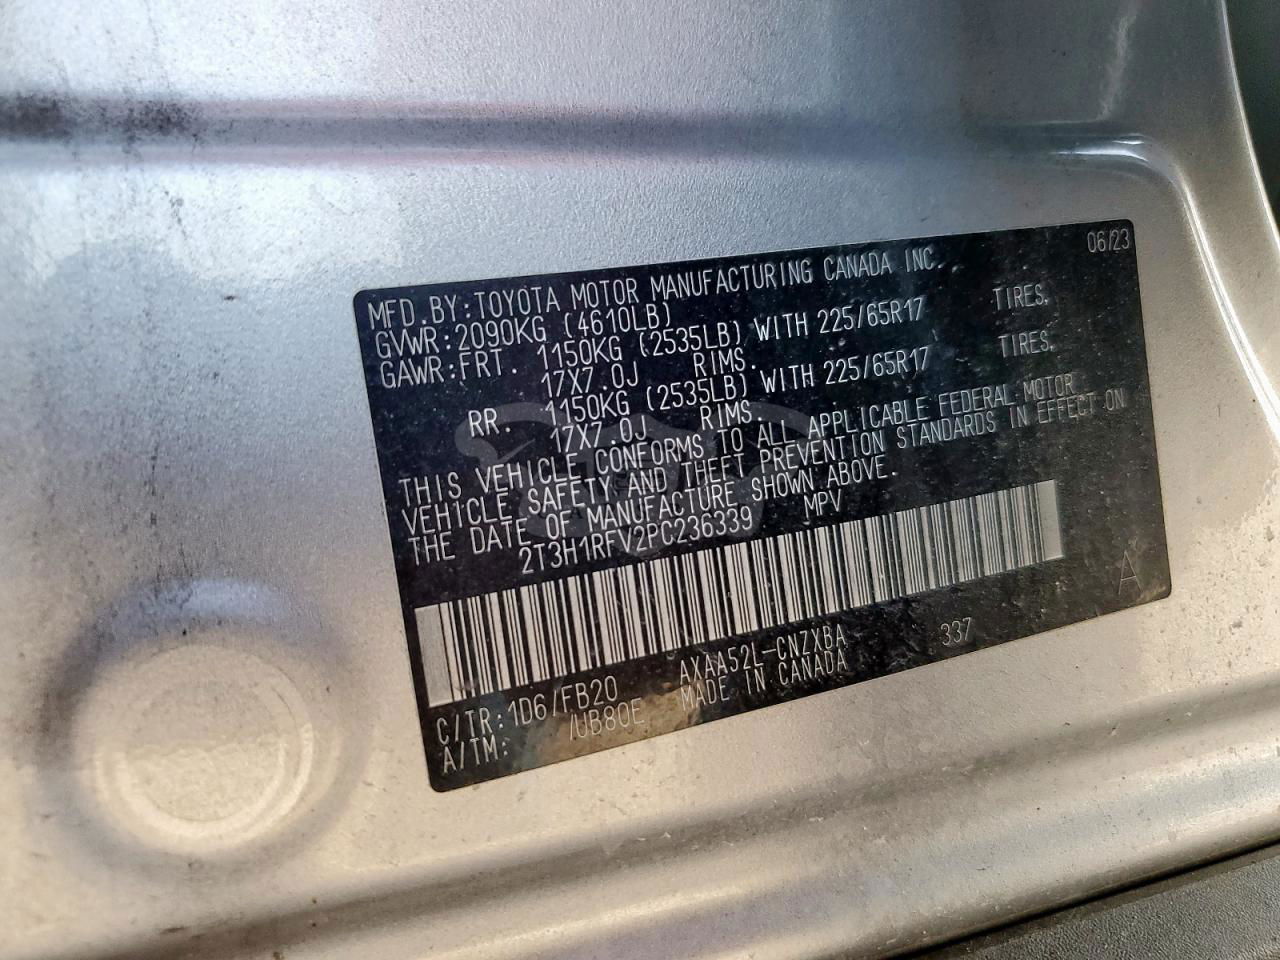 06/23
MFD.BY:TOYOTA MOTOR MANUFACTURING CANADA INC.
GVWR:2090KG (4610LB)
GAWR:FRT. 1150KG (2535LB) WITH 225/65R17 TIRES,
17X7.0J RIMS.
RR. 1150KG (2535LB) WITH 225/65R17 TIRES,
17X7.0J RIMS.
THIS VEHICLE CONFORMS TO ALL APPLICABLE FEDERAL MOTOR
VEHICLE SAFETY AND THEFT PREVENTION STANDARDS IN EFFECT ON
THE DATE OF MANUFACTURE SHOWN ABOVE.
2T3H1RFV2PC236339 MPV
A
C/TR:1D6/FB20 AXAA52L-CNZXBA 337
A/TM: /UB80E MADE IN CANADA